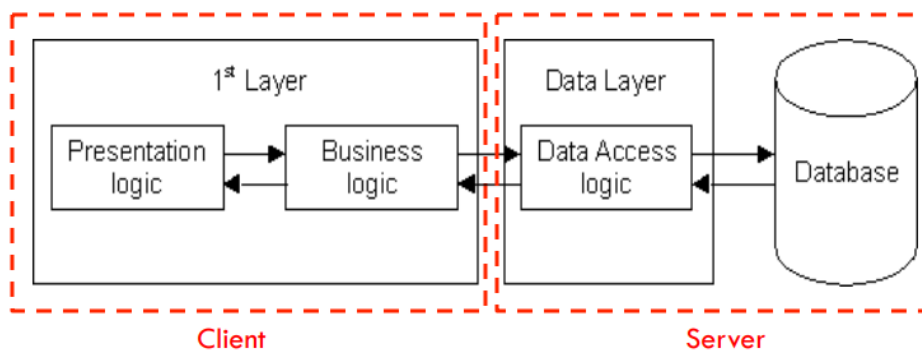 1st Layer
Data Layer
Presentation
logic
Business
logic
Data Access
logic
Database
Client
Server